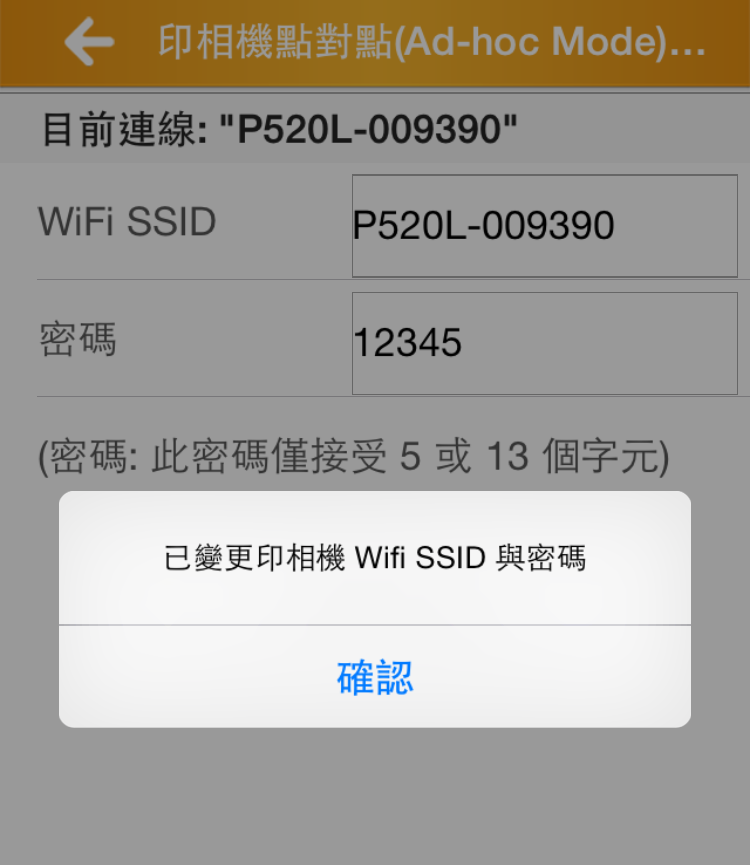 印相機點對點(Ad-hoc Mode)...
目前連線: "P520L-009390"
WiFi SSID
P520L-009390
密碼
12345
(密碼: 此密碼僅接受 5 或 13 個字元)
已變更印相機 Wifi SSID 與密碼
確認